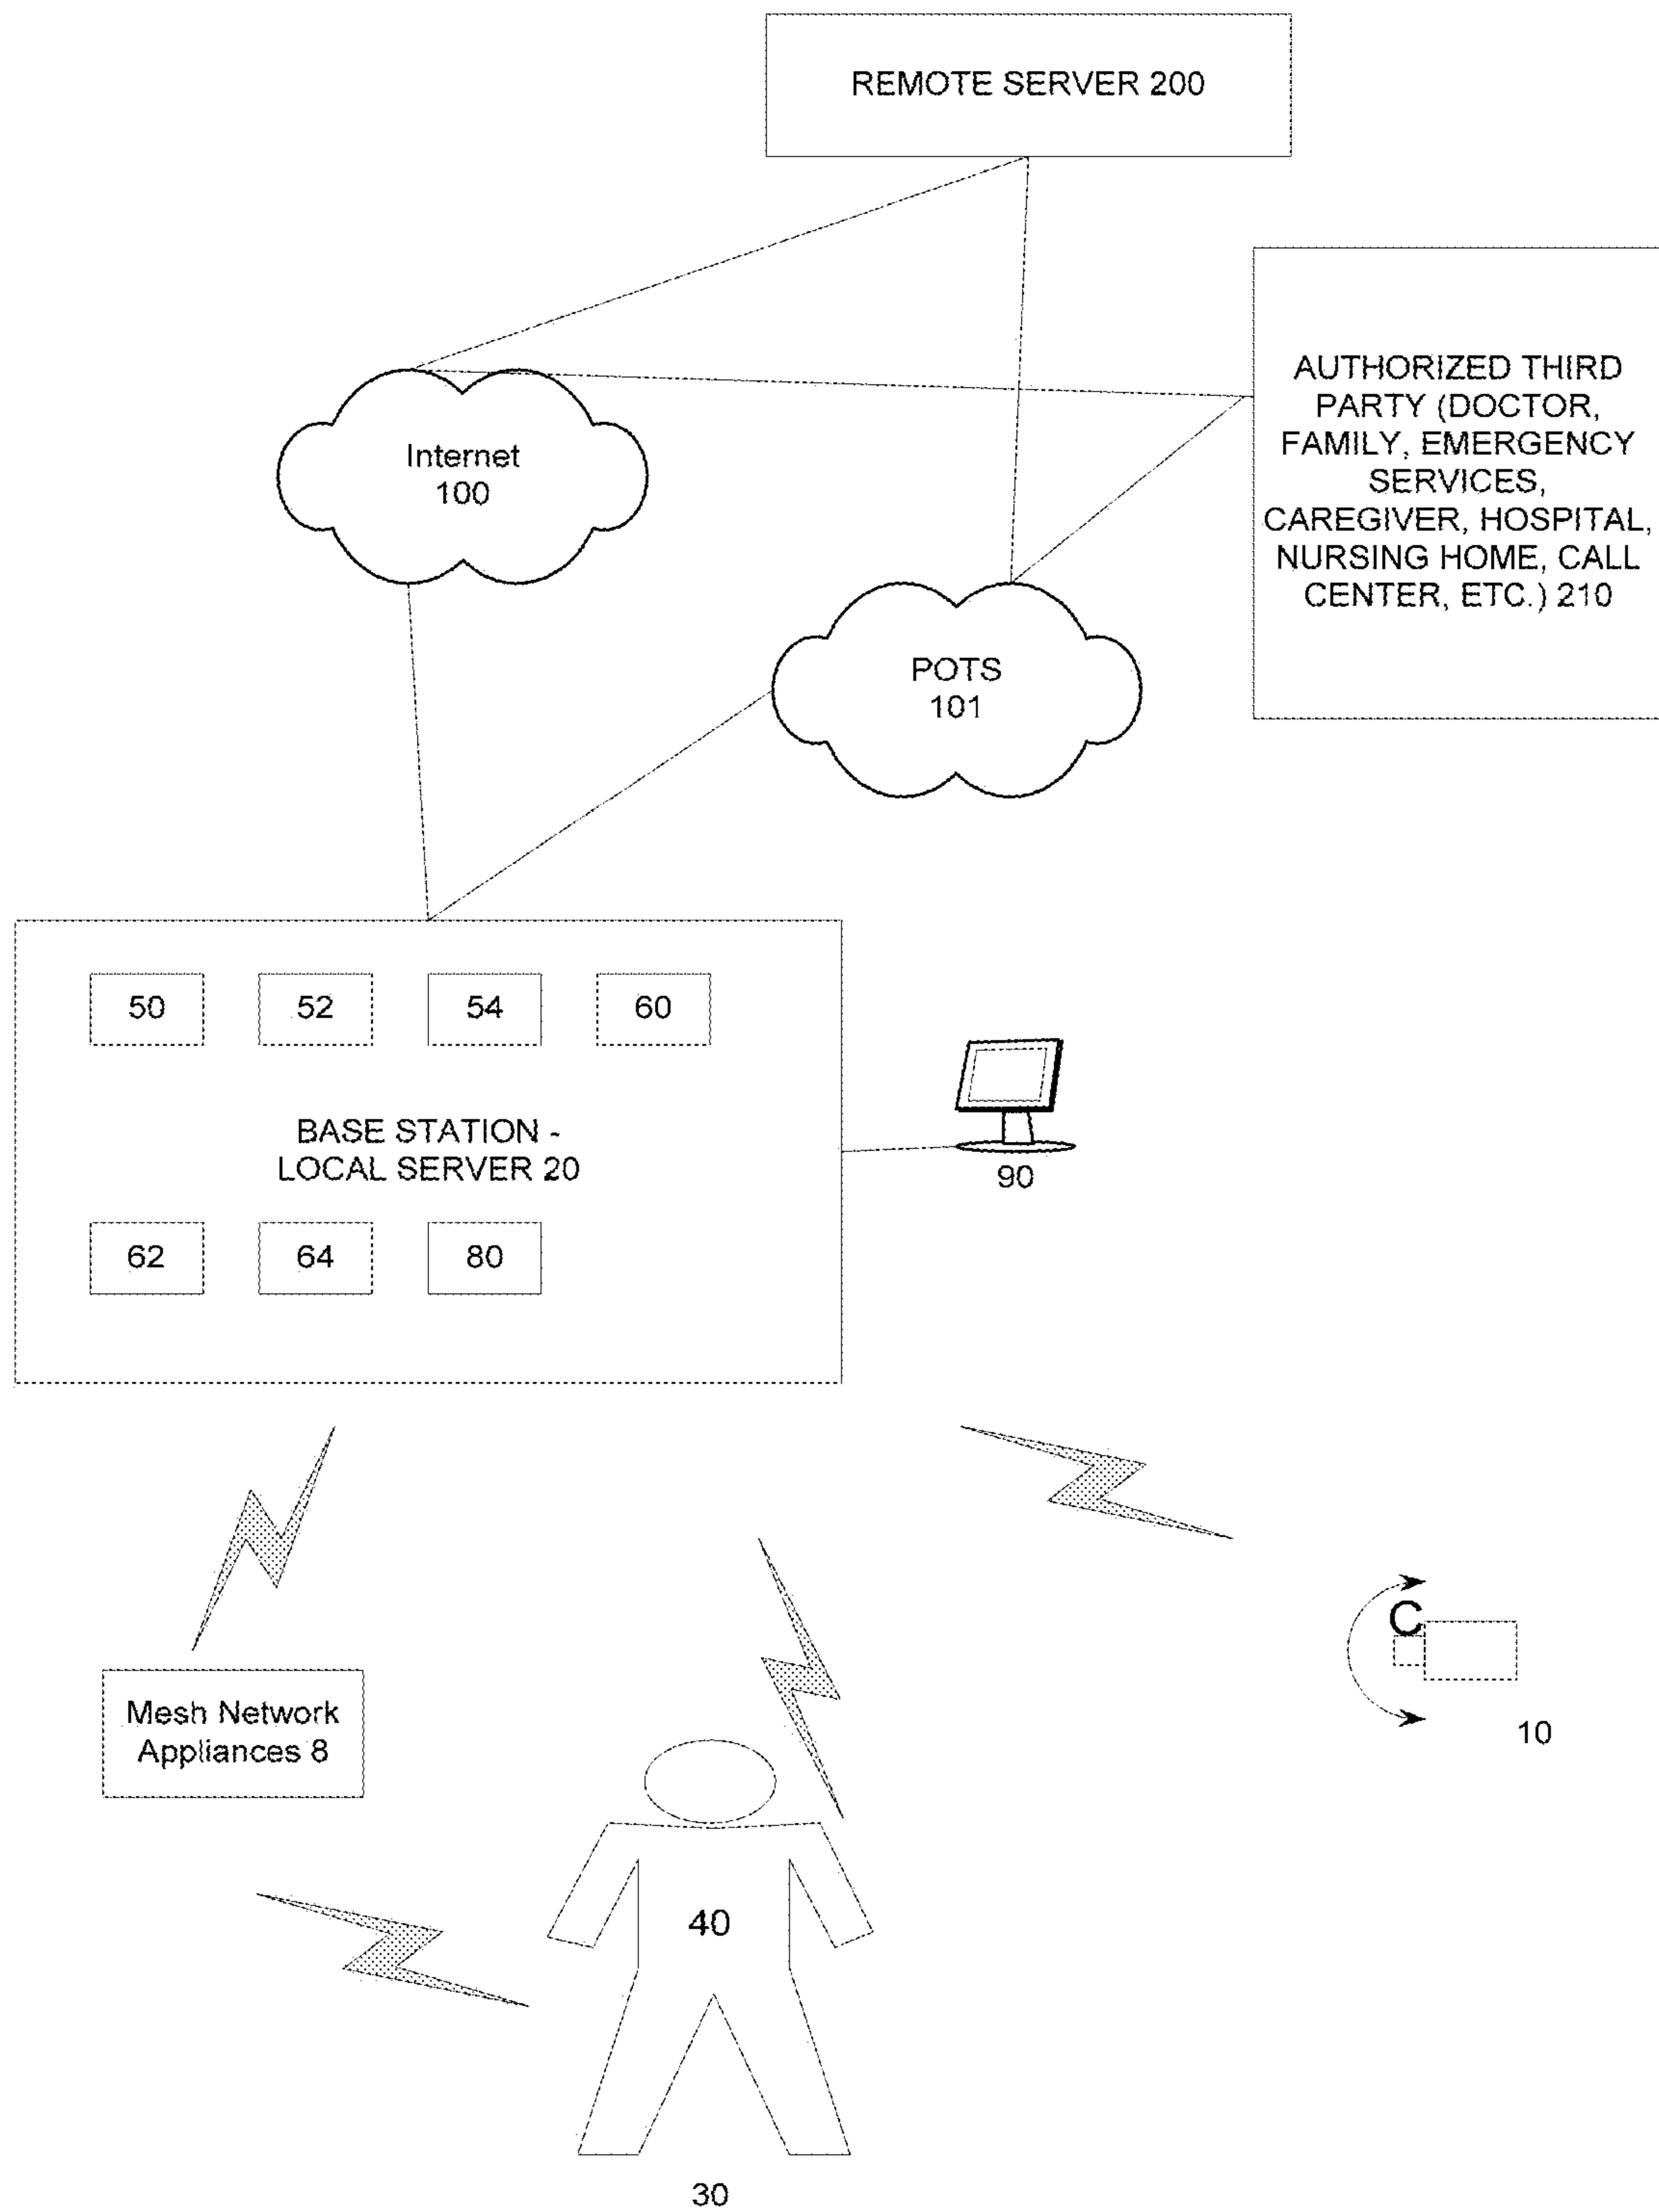 REMOTE SERVER 200
AUTHORIZED THIRD
PARTY (DOCTOR,
FAMILY, EMERGENCY
SERVICES,
CAREGIVER, HOSPITAL,
NURSING HOME, CALL
CENTER, ETC.) 210
Internet
100
POTS
101
50
52
54
60
BASE STATION -
LOCAL SERVER 20
62
64
80
90
C
10
Mesh Network
Appliances 8
40
30